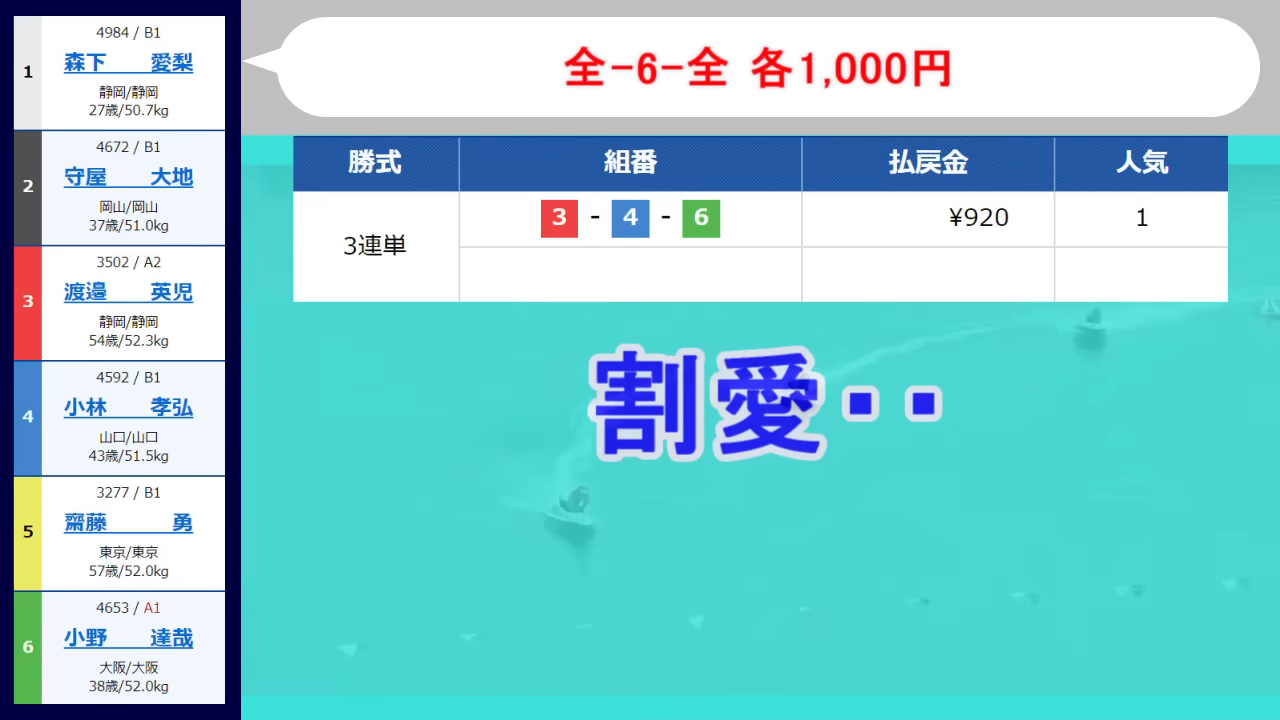 1
4984 / B1
森下 愛梨
静岡/静岡
27歳/50.7kg
2
4672 / B1
守屋 大地
岡山/岡山
37歳/51.0kg
3
3502 / A2
渡邉 英児
静岡/静岡
54歳/52.3kg
4
4592 / B1
小林 孝弘
山口/山口
43歳/51.5kg
5
3277 / B1
齋藤 勇
東京/東京
57歳/52.0kg
6
4653 / A1
小野 達哉
大阪/大阪
38歳/52.0kg
全-6-全 各1,000円
勝式 組番 払戻金 人気
3連単 3 - 4 - 6 ¥920 1
割愛・・